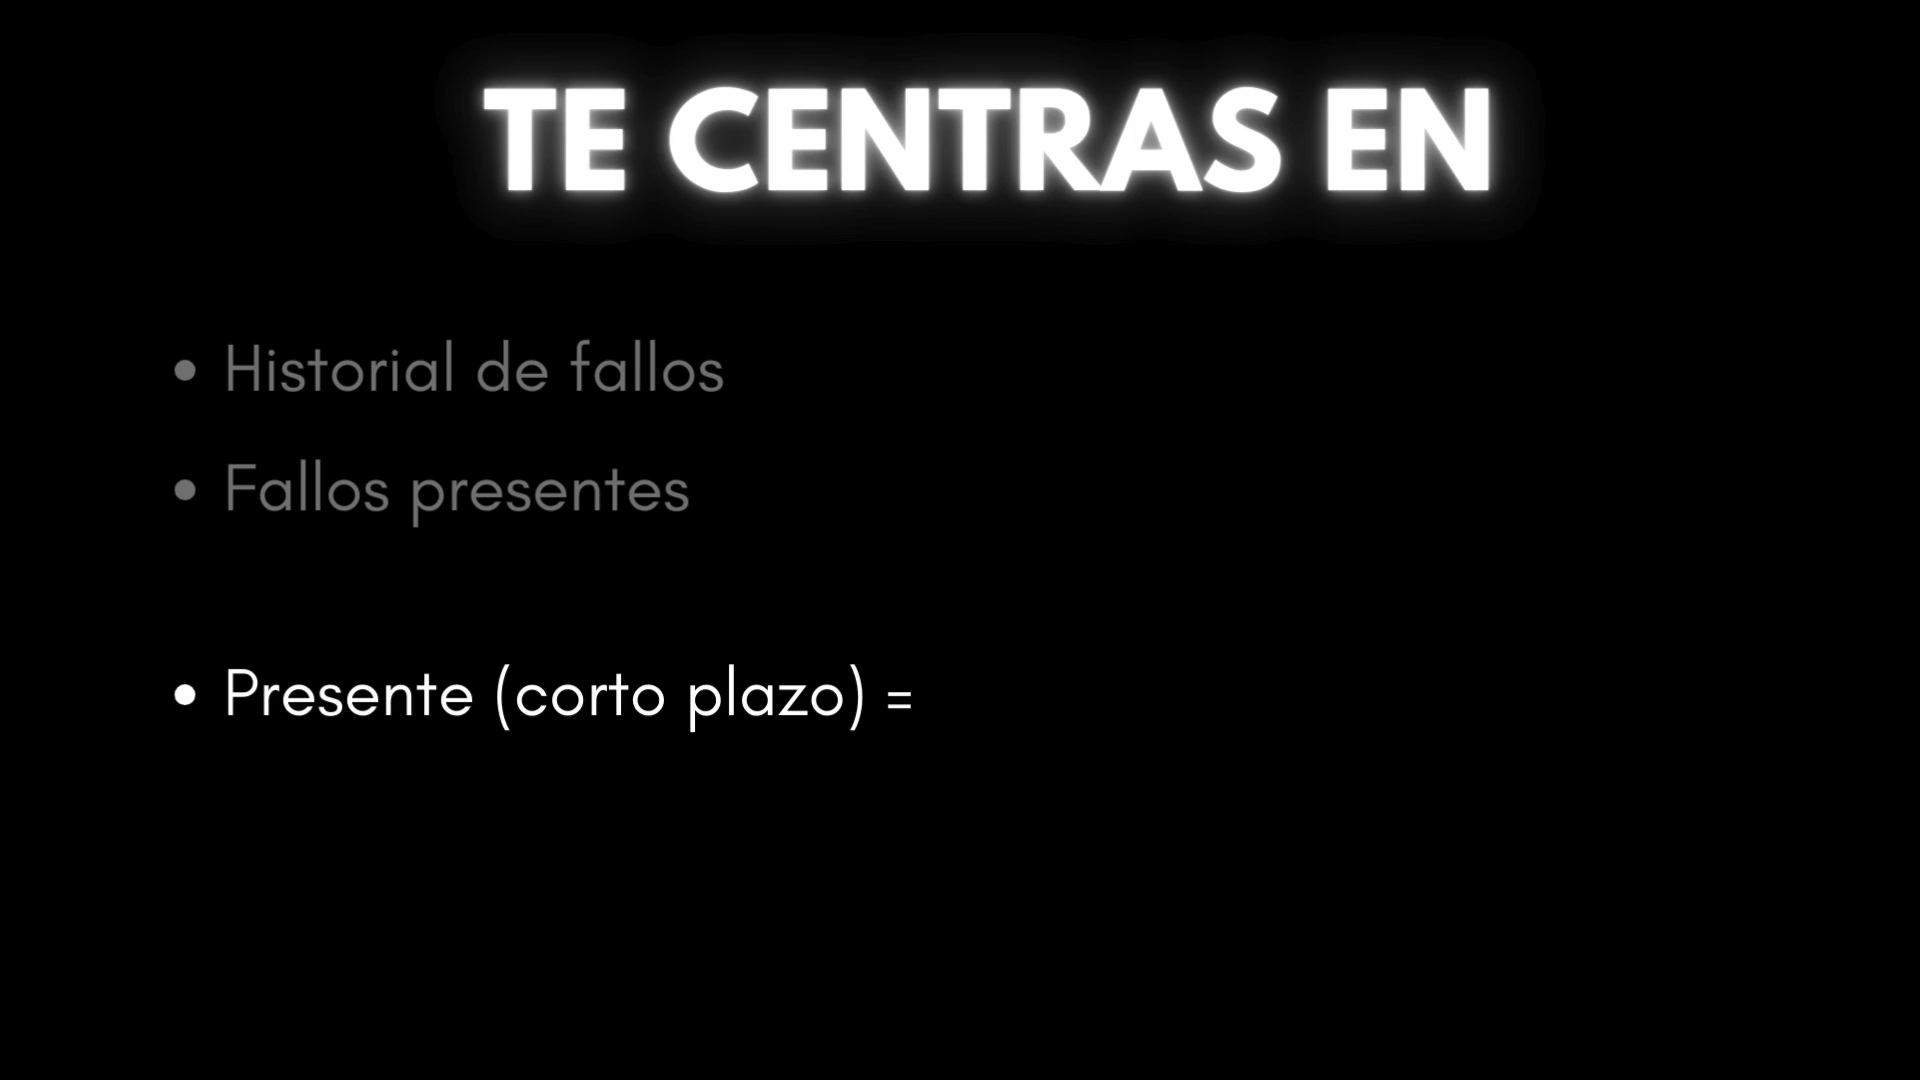 TE CENTRAS EN
• Historial de fallos
• Fallos presentes
• Presente (corto plazo) =